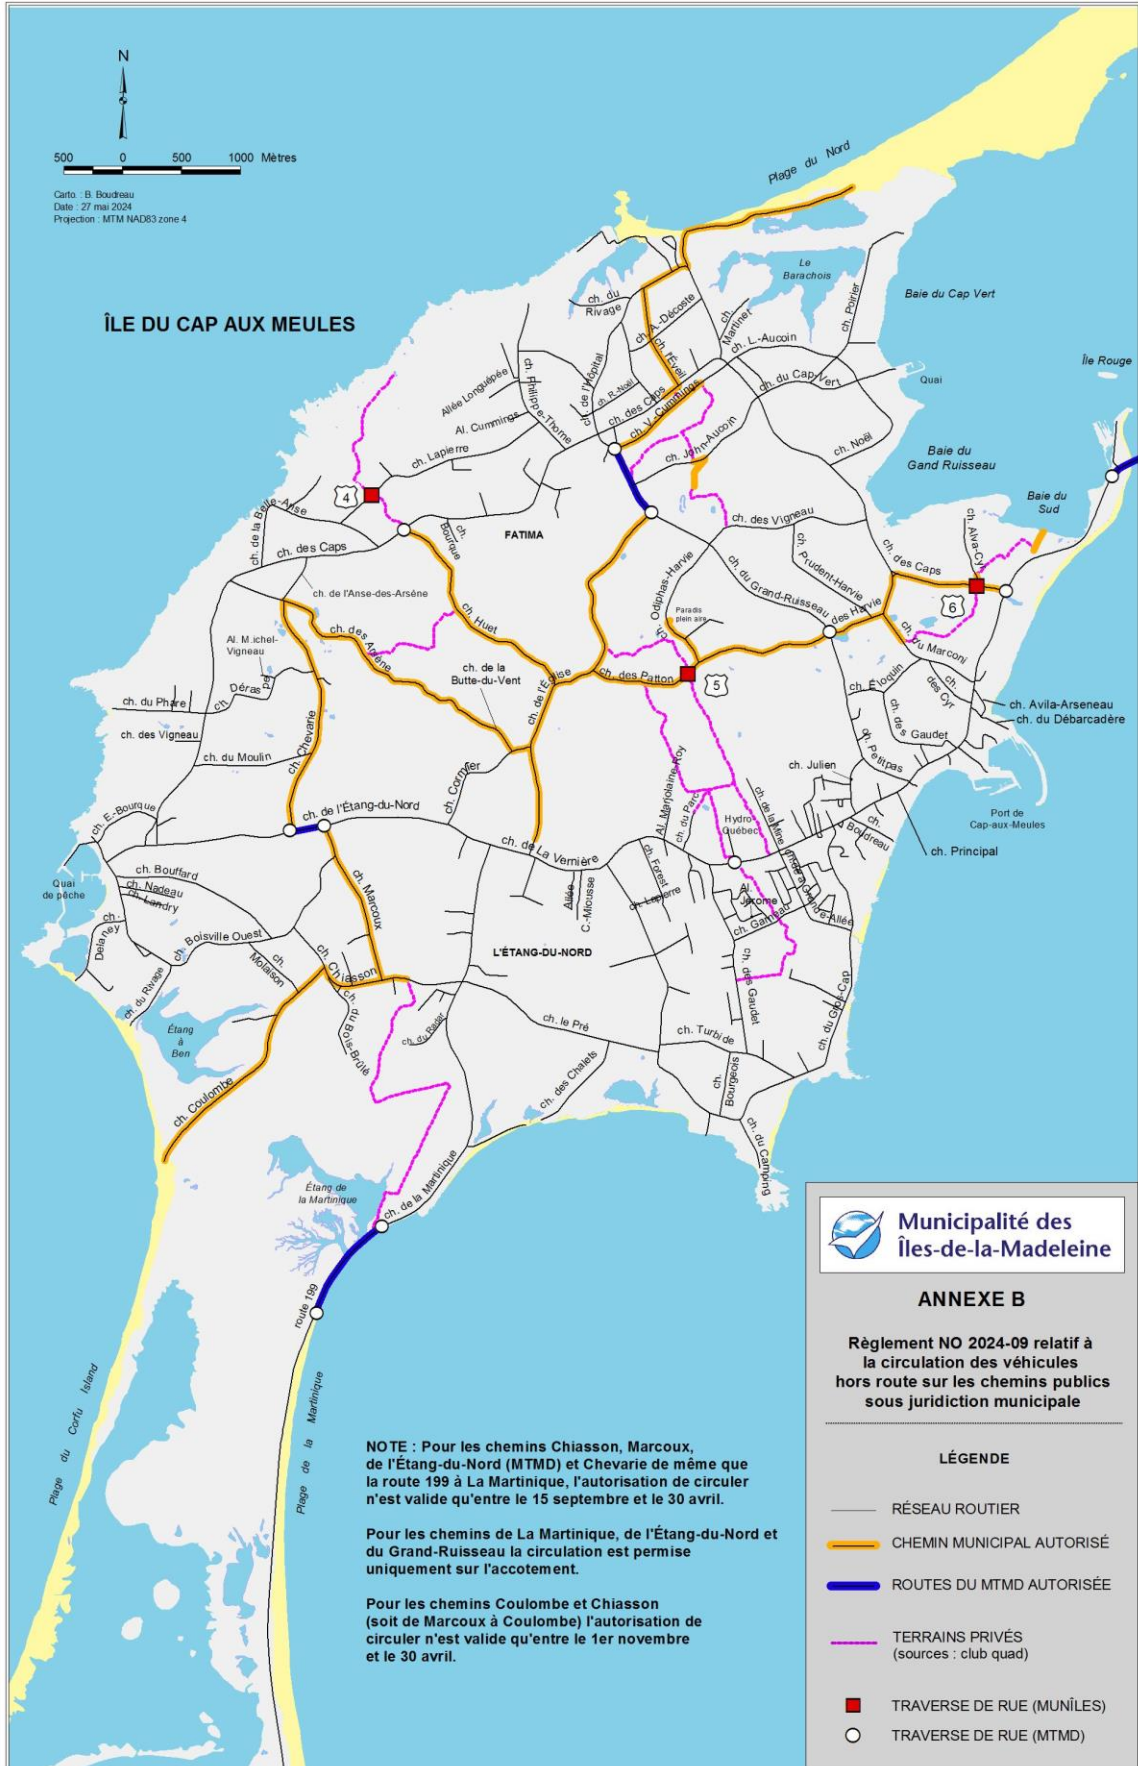 N
500 0 500 1000 Mètres
Carto. : B. Boudreau
Date : 27 mai 2024
Projection : MTM NAD83 zone 4
ÎLE DU CAP AUX MEULES
Plage du Nord
Le
Barachois
Baie du Cap Vert
Île Rouge
Quai
Baie du
Gand Ruisseau
Baie du
Sud
ch. du
Rivage
ch. A.-Décoste
ch.
Martinet
ch. Poirier
ch. L.-Aucoin
ch. l'Éveil
ch. de l'Hôpital
ch. R.-Noël
ch. des Caps
ch. V.-Cummings
ch. du Cap-Vert
Allée Longuépée
ch. Philippe-Thorne
Al. Cummings
ch. Lapierre
ch. John-Aucoin
ch. Noël
4
ch. de la Belle-Anse
ch. des Caps
ch.
Bourque
FATIMA
ch. des Vigneau
ch. Alva-Cyr
ch. des Caps
ch. Prudent-Harvie
ch. du Grand-Ruisseau
ch. Odiphas-Harvie
des Harvie
6
ch. de l'Anse-des-Arsène
ch. Huet
Paradis
plein aire
ch. des Arsène
ch. du Marconi
Al. Michel-
Vigneau
ch. de la
Butte-du-Vent
ch. de l'Église
ch. des Patton
5
ch. É
oquin
ch.
des Cyr
ch. Avila-Arseneau
ch. du Débarcadère
ch. du Phare
ch. Déras
pé
ch. des Vigneau
ch. des Gaudet
ch. du Moulin
ch. Chevarie
ch. Cormier
ch. Petitpas
ch. Julien
Al. Marjolaine-Roy
ch. du Parc
ch. de la Mine
Hydro
Québec
Port de
Cap-aux-Meules
ch. E.-Bourque
ch. de l'Étang-du-Nord
ch. de La Vernière
ch.
Boudreau
ch. Principal
Quai
de pêche
ch. Bouffard
ch. Nadeau
ch. Landry
ch. Marcoux
Allée
C.-Micusse
ch. Forest
ch. Lapierre
Al.
Jérome
ch. Garneau
ch. de la Grande-Allée
ch.
Delaney
ch. Boisville Ouest
L'ÉTANG-DU-NORD
ch.
Molaison
ch. Chiasson
ch. du Rivage
ch. du Bois-Brûlé
ch. des Gaudet
ch. du Gros-Cap
Étang
à
Ben
ch. du Radar
ch. le Pré
ch. Turbide
ch. Coulombe
ch. des Chalets
ch.
Bourgeois
ch. du Camping
Étang de
la Martinique
ch. de la Martinique
route 199
Plage du Corfu Island
Plage de la Martinique
NOTE : Pour les chemins Chiasson, Marcoux,
de l'Étang-du-Nord (MTMD) et Chevarie de même que
la route 199 à La Martinique, l'autorisation de circuler
n'est valide qu'entre le 15 septembre et le 30 avril.
Pour les chemins de La Martinique, de l'Étang-du-Nord et
du Grand-Ruisseau la circulation est permise
uniquement sur l'accotement.
Pour les chemins Coulombe et Chiasson
(soit de Marcoux à Coulombe) l'autorisation de
circuler n'est valide qu'entre le 1er novembre
et le 30 avril.
Municipalité des
Îles-de-la-Madeleine
ANNEXE B
Règlement NO 2024-09 relatif à
la circulation des véhicules
hors route sur les chemins publics
sous juridiction municipale
LÉGENDE
RÉSEAU ROUTIER
CHEMIN MUNICIPAL AUTORISÉ
ROUTES DU MTMD AUTORISÉE
TERRAINS PRIVÉS
(sources : club quad)
TRAVERSE DE RUE (MUNÎLES)
TRAVERSE DE RUE (MTMD)